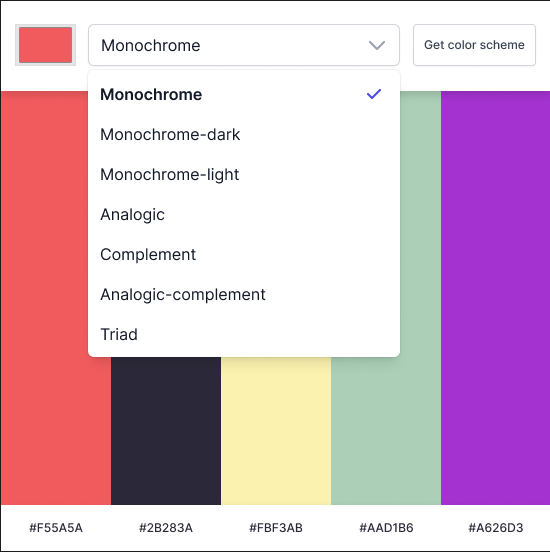 Monochrome
Get color scheme
Monochrome
Monochrome-dark
Monochrome-light
Analogic
Complement
Analogic-complement
Triad
#F55A5A
#2B283A
#FBF3AB
#AAD1B6
#A626D3